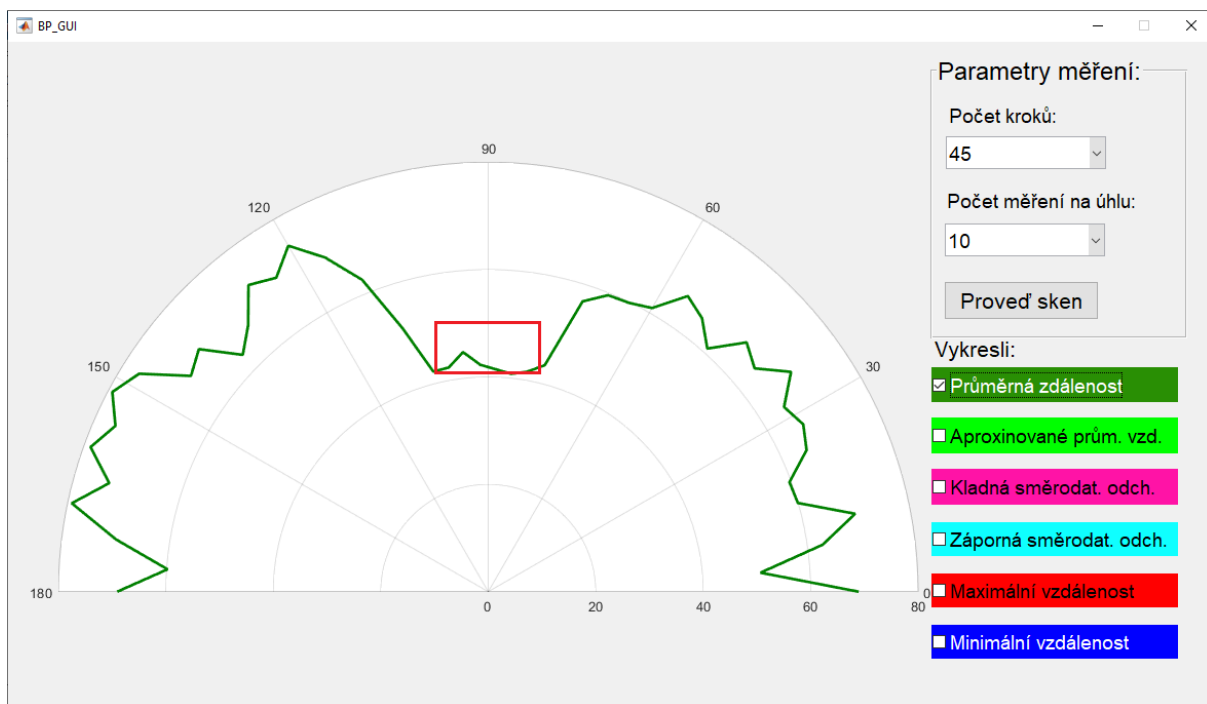 BP_GUI
Parametry měření:
Počet kroků:
45
Počet měření na úhlu:
10
Proveď sken
Vykresli:
Průměrná zdálenost
Aproxinované prům. vzd.
Kladná směrodat. odch.
Záporná směrodat. odch.
Maximální vzdálenost
Minimální vzdálenost
90
120
60
150
30
180
0
0
20
40
60
80